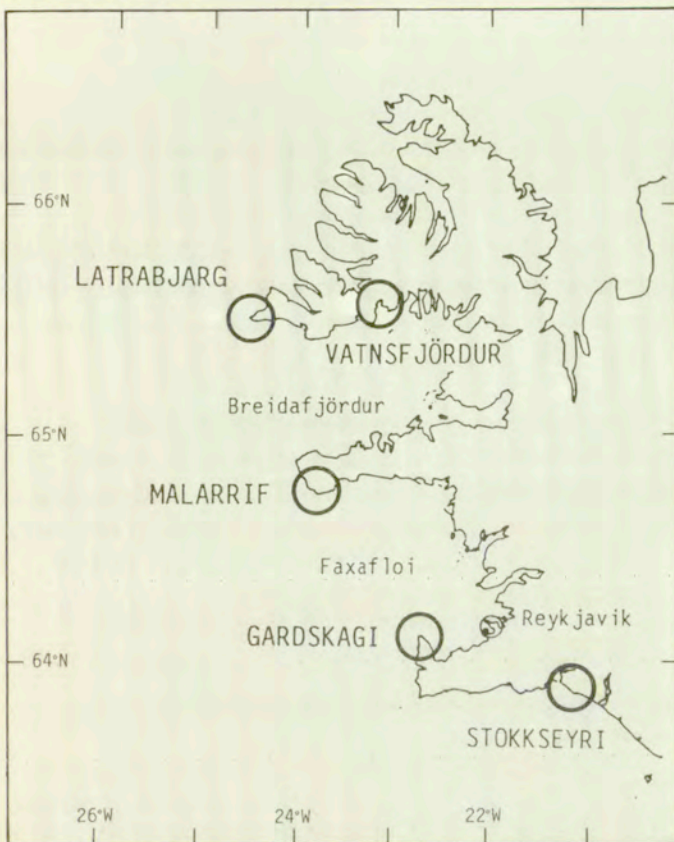 66°N
LATRABJARG
VATNSFJÖRDUR
Breidafjördur
65°N
MALARRIF
Faxafloi
GARDSKAGI
Reykjavik
64°N
STOKKSEYRI
26°W
24°W
22°W